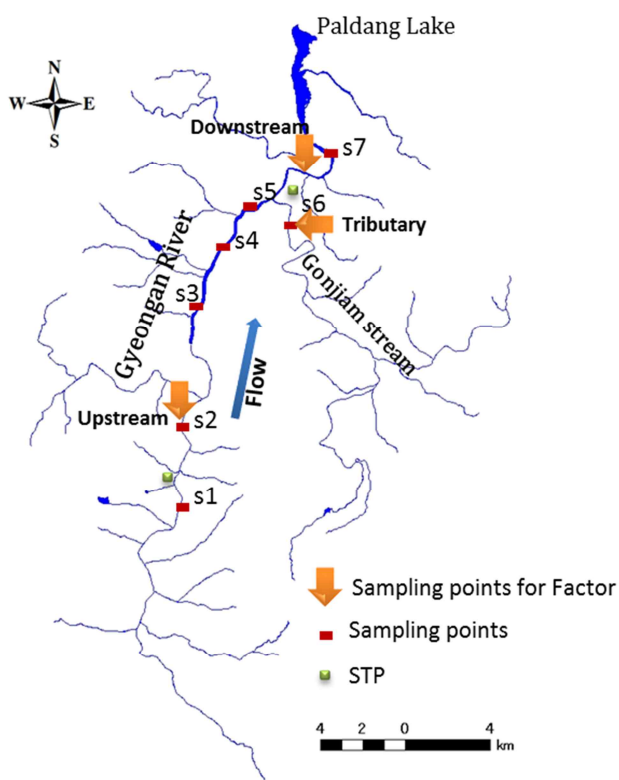 Paldang Lake
N
W E
S
Downstream
s7
s5
s6
Tributary
s4
Gyeongan River
Gonjiam stream
s3
Flow
Upstream
s2
s1
Sampling points for Factor
Sampling points
STP
4 2 0 4
km